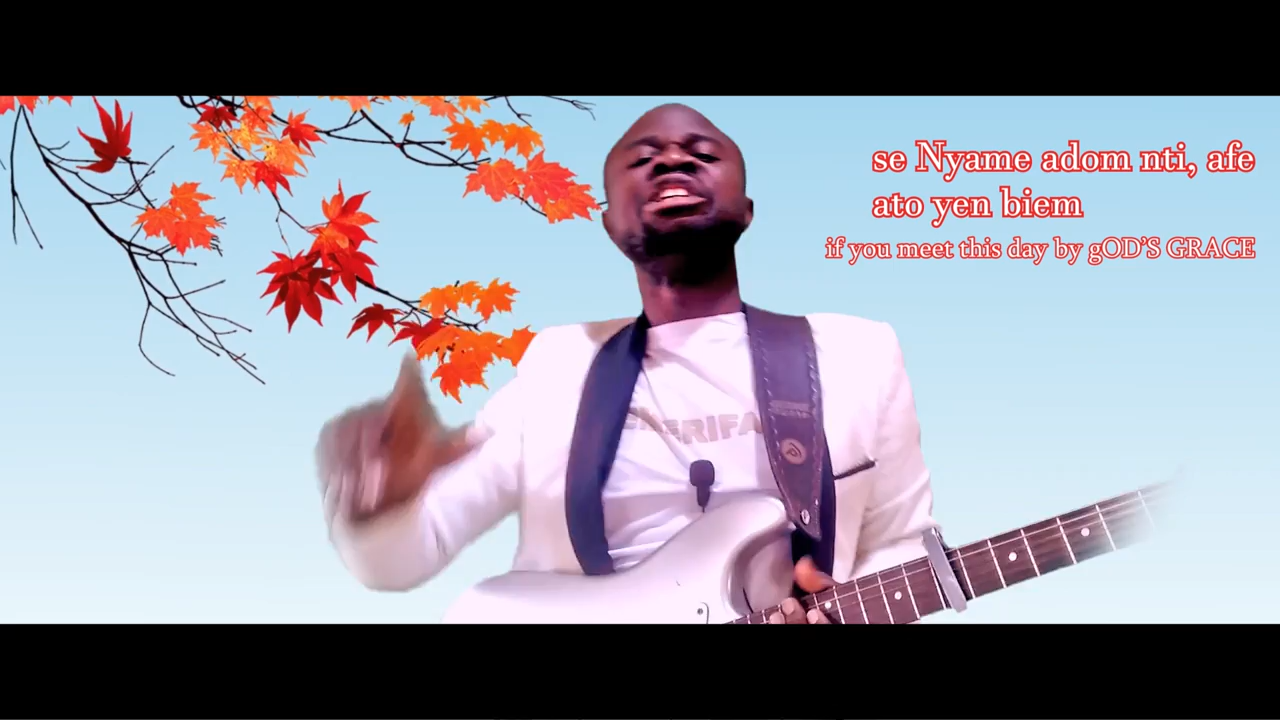 se Nyame adom nti, afe
ato yen biem
if you meet this day by gOD'S GRACE